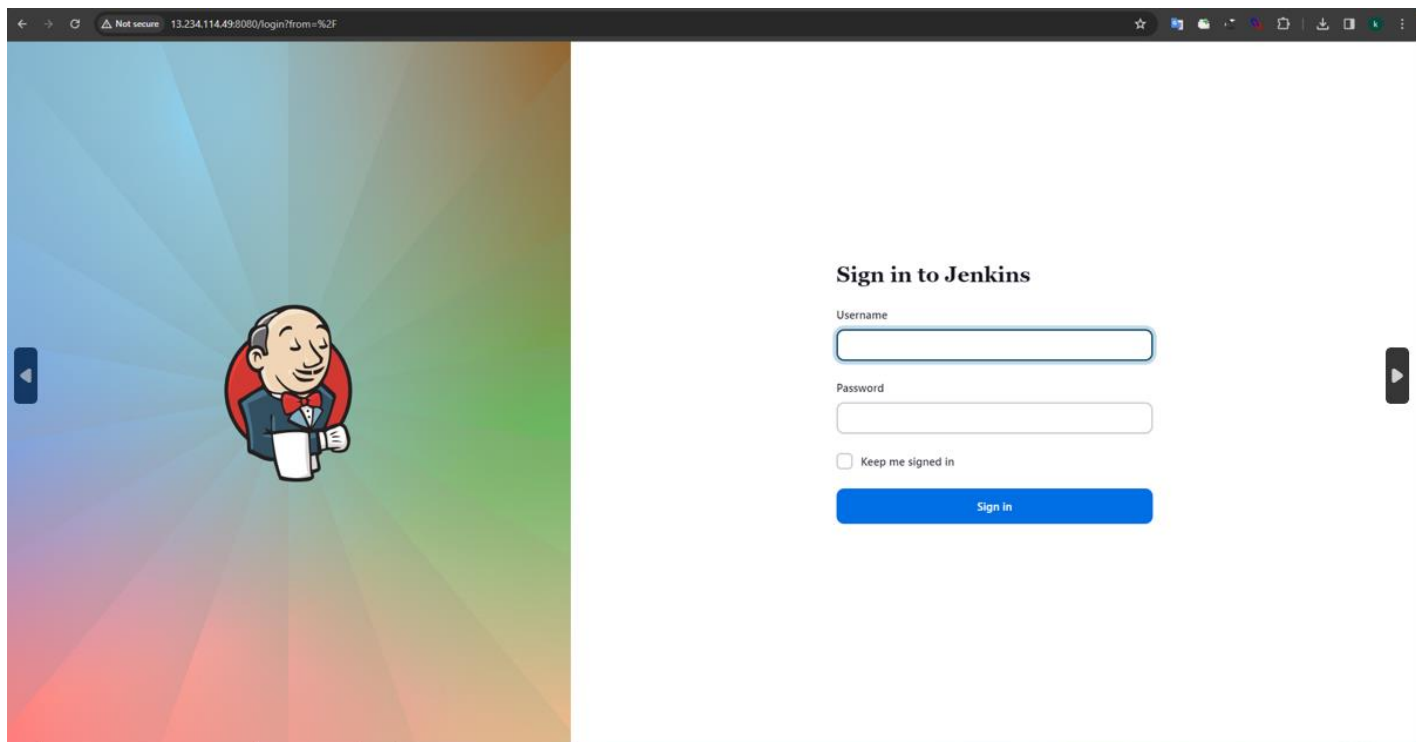 Not secure 13.234.114.49:8080/login?from=%2F
Sign in to Jenkins
Username
Password
Keep me signed in
Sign in